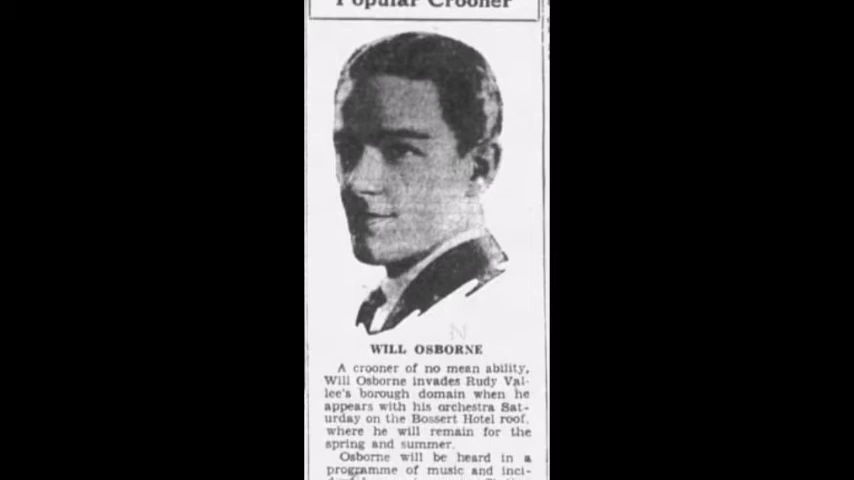 Popular Crooner
WILL OSBORNE
A crooner of no mean ability,
Will Osborne invades Rudy Val-
lee's borough domain when he
appears with his orchestra Sat-
urday on the Bossert Hotel roof,
where he will remain for the
spring and summer.
Osborne will be heard in a
programme of music and inci-